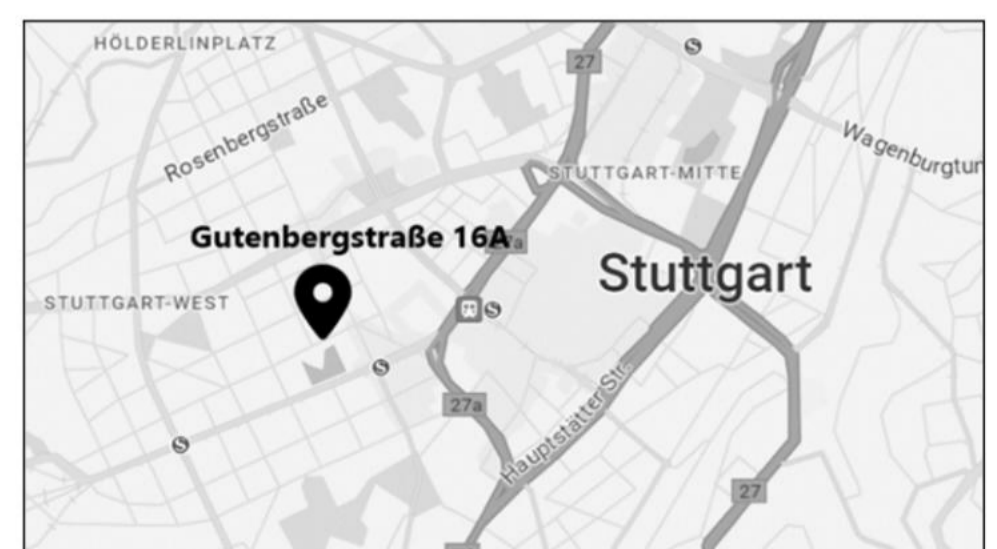 HÖLDERLINPLATZ
S
27
Rosenbergstraße
Wagenburgtun
STUTTGART-MITTE
Gutenbergstraße 16A
Stuttgart
STUTTGART-WEST
S
S
27a
Hauptstätter Str.
S
27